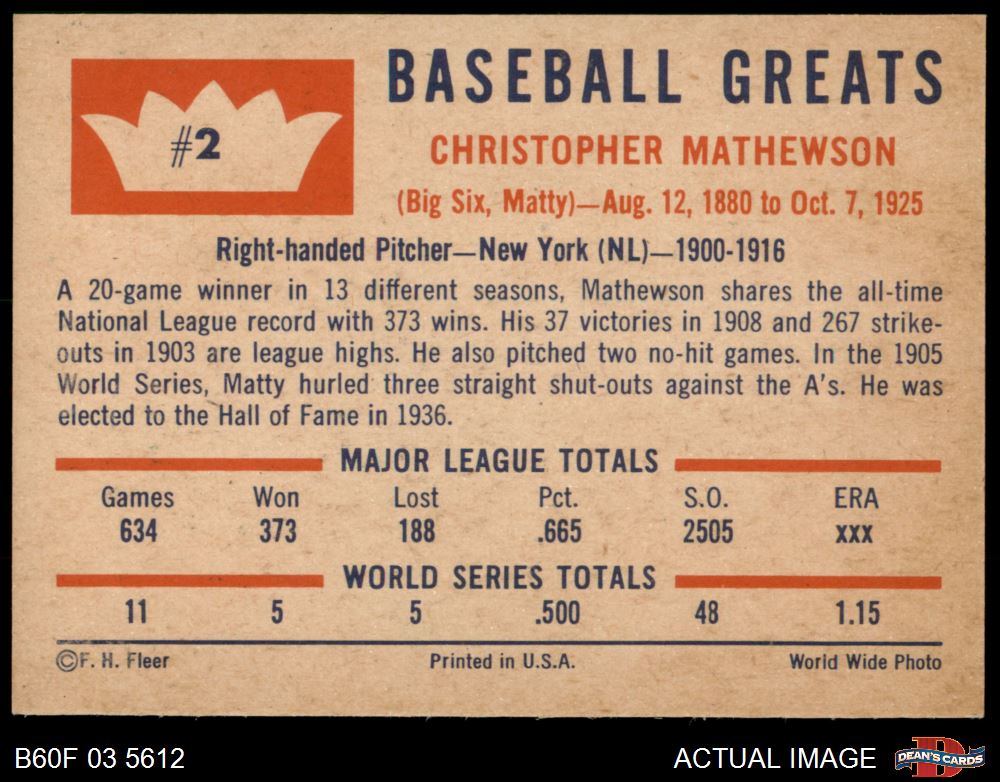 #2
BASEBALL GREATS
CHRISTOPHER MATHEWSON
(Big Six, Matty)—Aug. 12, 1880 to Oct. 7, 1925
Right-handed Pitcher—New York (NL)—1900-1916
A 20-game winner in 13 different seasons, Mathewson shares the all-time
National League record with 373 wins. His 37 victories in 1908 and 267 strike-
outs in 1903 are league highs. He also pitched two no-hit games. In the 1905
World Series, Matty hurled three straight shut-outs against the A's. He was
elected to the Hall of Fame in 1936.
MAJOR LEAGUE TOTALS
Games Won Lost Pct. S.O. ERA
634 373 188 .665 2505 xxx
WORLD SERIES TOTALS
11 5 5 .500 48 1.15
©F. H. Fleer Printed in U.S.A. World Wide Photo
B60F 03 5612 ACTUAL IMAGE DEAN'S CARDS